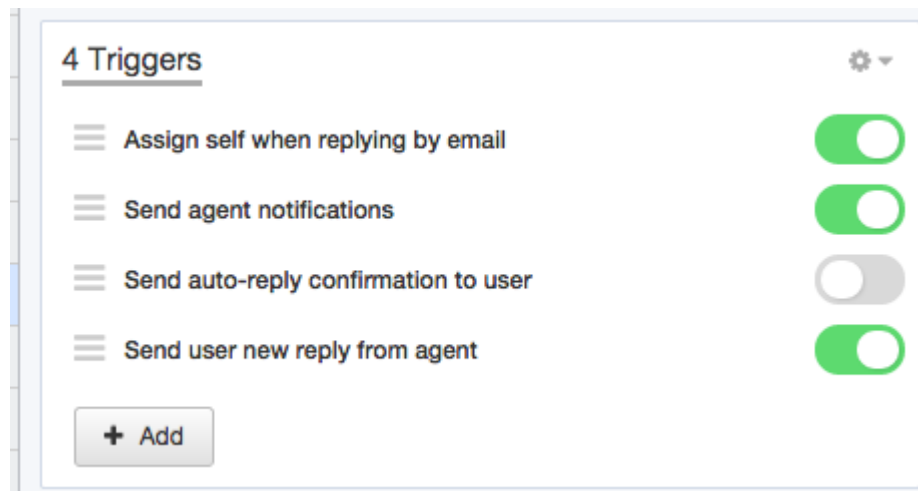 4 Triggers
Assign self when replying by email
Send agent notifications
Send auto-reply confirmation to user
Send user new reply from agent
+ Add